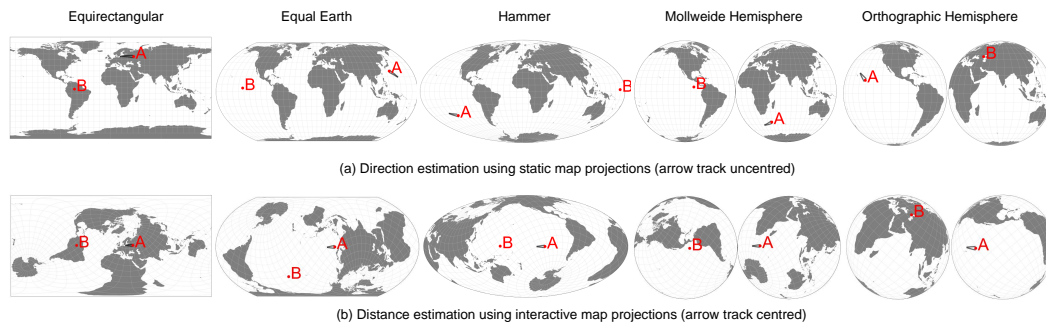 Equirectangular Equal Earth Hammer Mollweide Hemisphere Orthographic Hemisphere
A B B A A B B A A B
(a) Direction estimation using static map projections (arrow track uncentred)
B A A B B A B A B A
(b) Distance estimation using interactive map projections (arrow track centred)